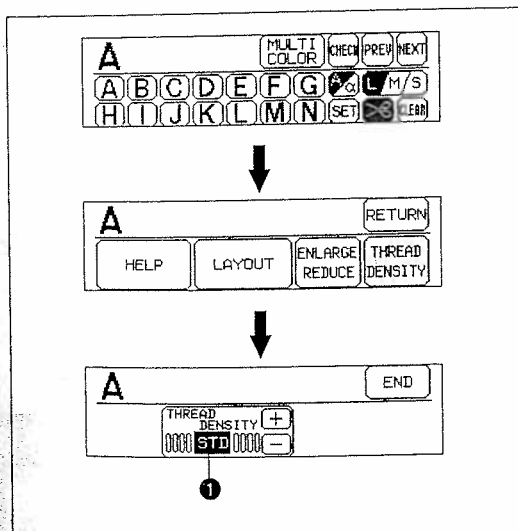 A MULTI COLOR CHECK PREV NEXT
A B C D E F G A/α L/M/S
H I J K L M N SET CLEAR
A RETURN
HELP LAYOUT ENLARGE REDUCE THREAD DENSITY
A END
THREAD DENSITY +
STD −
1